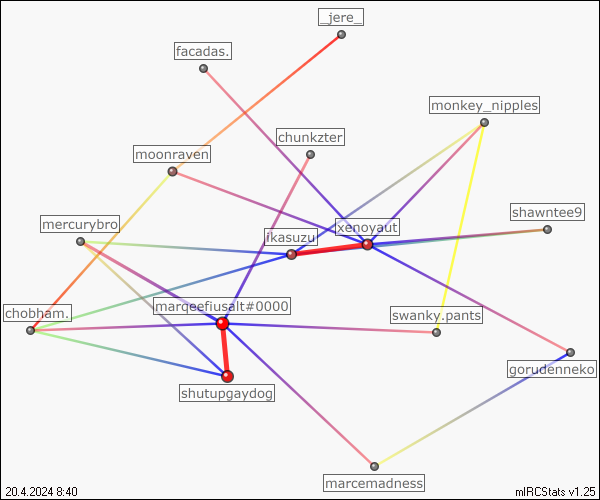 _jere_
facadas.
monkey_nipples
chunkzter
moonraven
shawntee9
mercurybro
xenoyaut
ikasuzu
marqeefiusalt#0000
chobham.
swanky.pants
gorudenneko
shutupgaydog
marcemadness
20.4.2024 8:40
mIRCStats v1.25